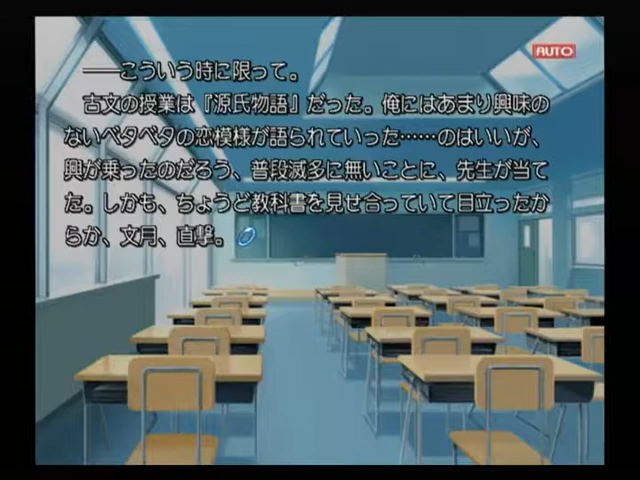 AUTO
――こういう時に限って。
古文の授業は『源氏物語』だった。俺にはあまり興味の
ないベタベタの恋模様が語られていった……のはいいが、
興が乗ったのだろう、普段滅多に無いことに、先生が当て
た。しかも、ちょうど教科書を見せ合っていて目立ったか
らか、文月、直撃。